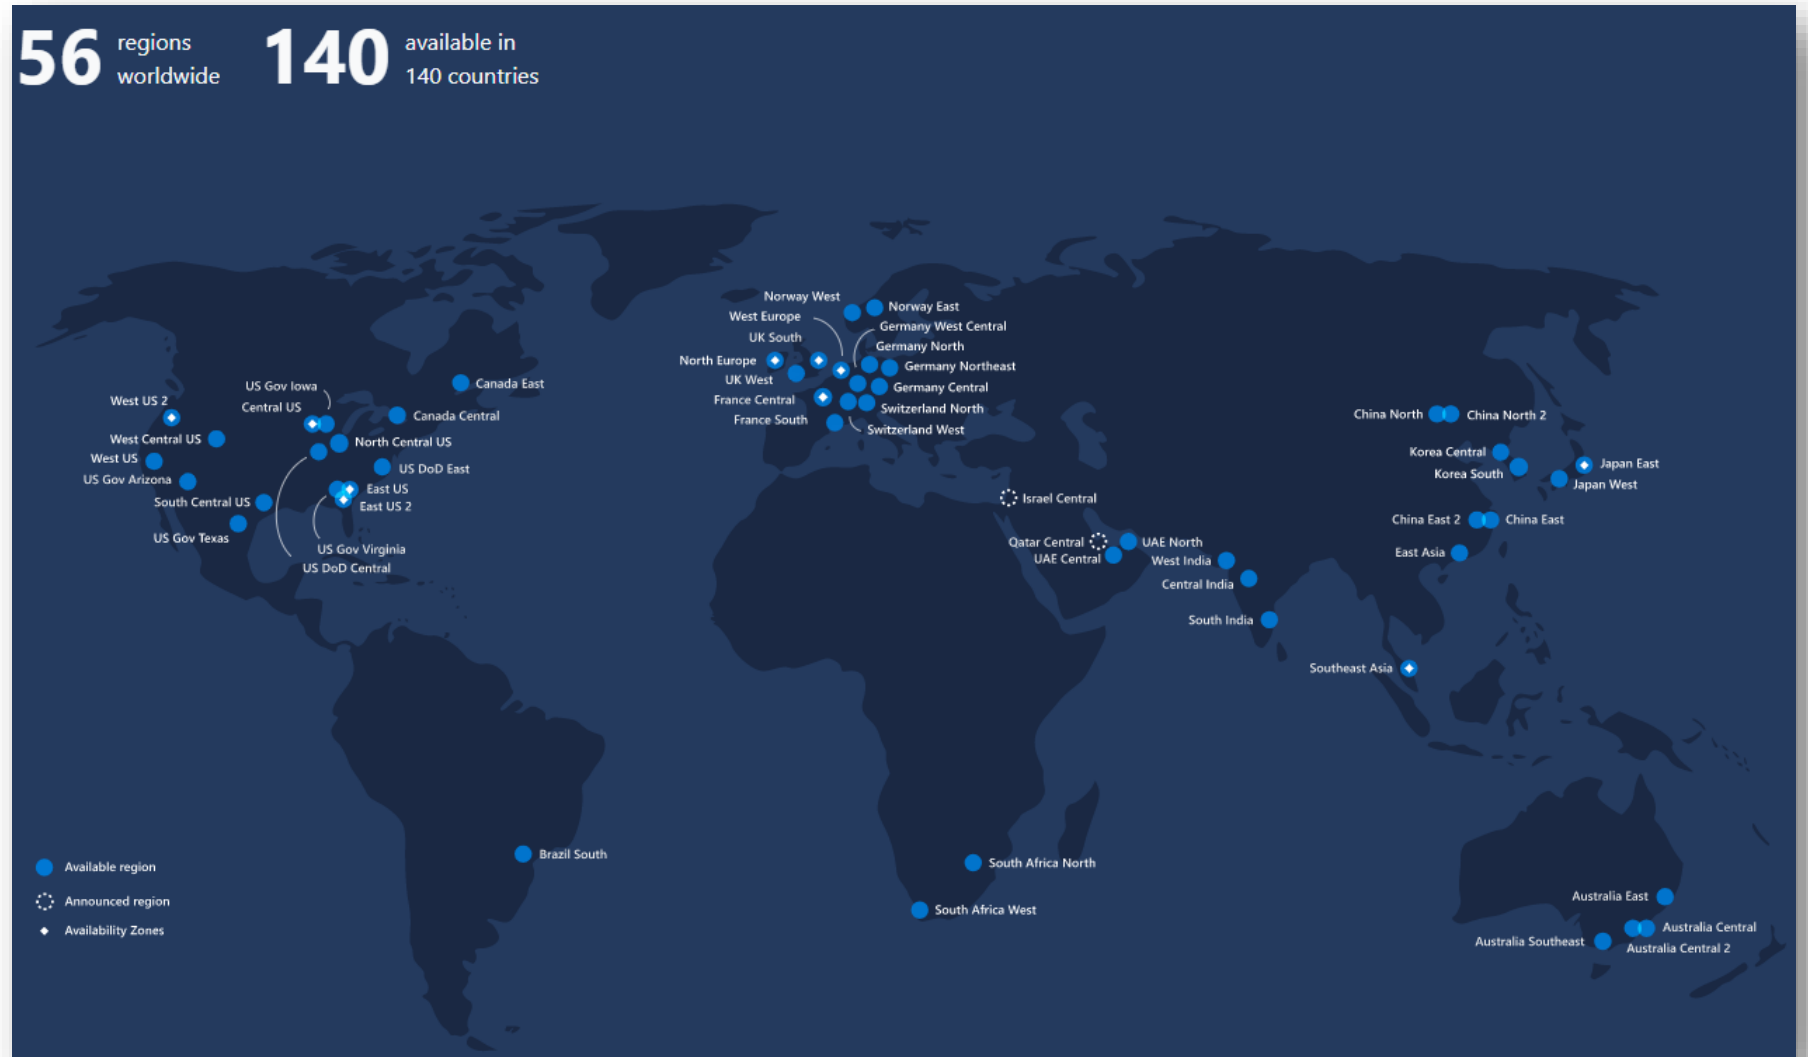 56
regions
worldwide
140
available in
140 countries
Norway West
Norway East
West Europe
Germany West Central
UK South
Germany North
North Europe
Germany Northeast
UK West
Germany Central
France Central
Switzerland North
France South
Switzerland West
US Gov Iowa
Canada East
West US 2
Central US
Canada Central
West Central US
North Central US
West US
US DoD East
US Gov Arizona
East US
South Central US
East US 2
US Gov Texas
US Gov Virginia
US DoD Central
China North
China North 2
Korea Central
Japan East
Korea South
Japan West
Israel Central
China East 2
China East
Qatar Central
UAE North
East Asia
UAE Central
West India
Central India
South India
Southeast Asia
Brazil South
South Africa North
South Africa West
Australia East
Australia Central
Australia Southeast
Australia Central 2
Available region
Announced region
Availability Zones